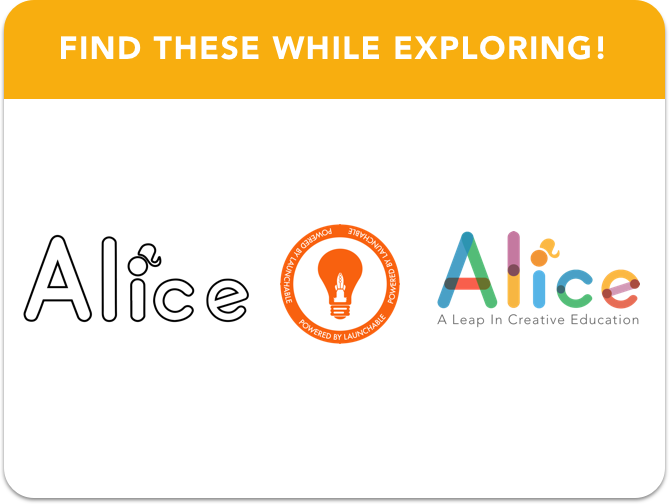 FIND THESE WHILE EXPLORING!
Alice
POWERED BY LAUNCHABLE
POWERED BY LAUNCHABLE
POWERED BY LAUNCHABLE
Alice
A Leap In Creative Education